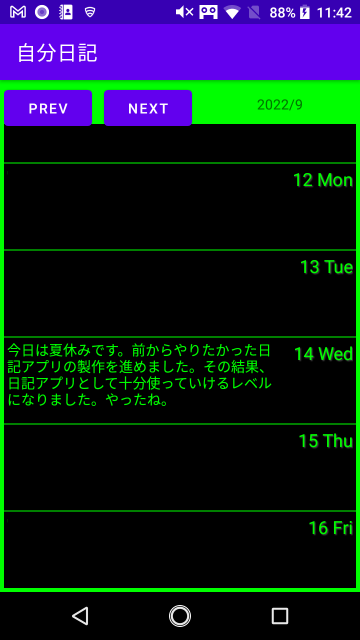 88% 11:42
自分日記
PREV NEXT 2022/9
12 Mon
13 Tue
今日は夏休みです。前からやりたかった日
記アプリの製作を進めました。その結果、
日記アプリとして十分使っていけるレベル
になりました。やったね。
14 Wed
15 Thu
16 Fri